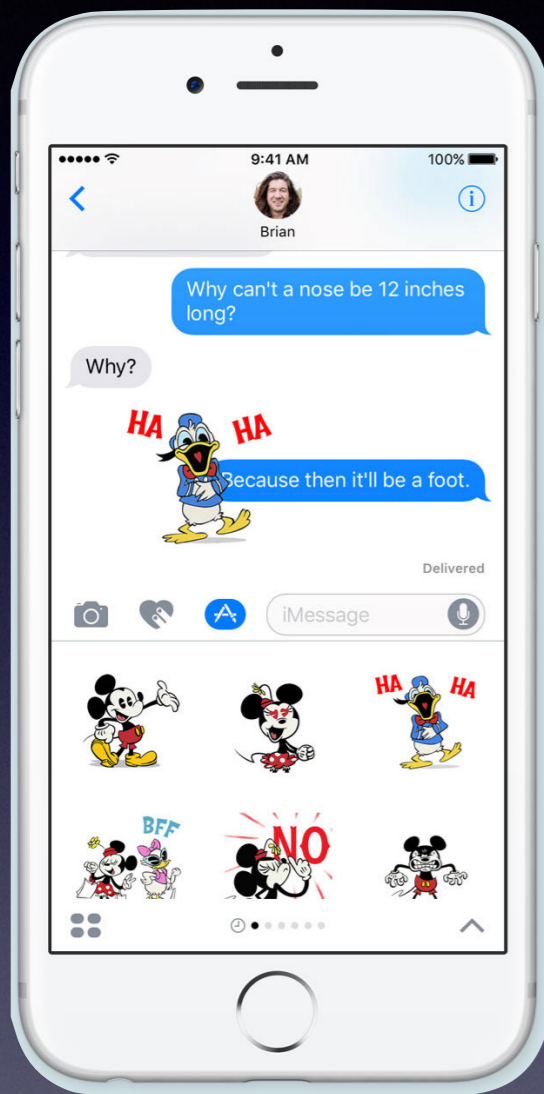 9:41 AM
100%
Brian
Why can't a nose be 12 inches
long?
Why?
HA HA
Because then it'll be a foot.
Delivered
iMessage
HA HA
BFF
NO